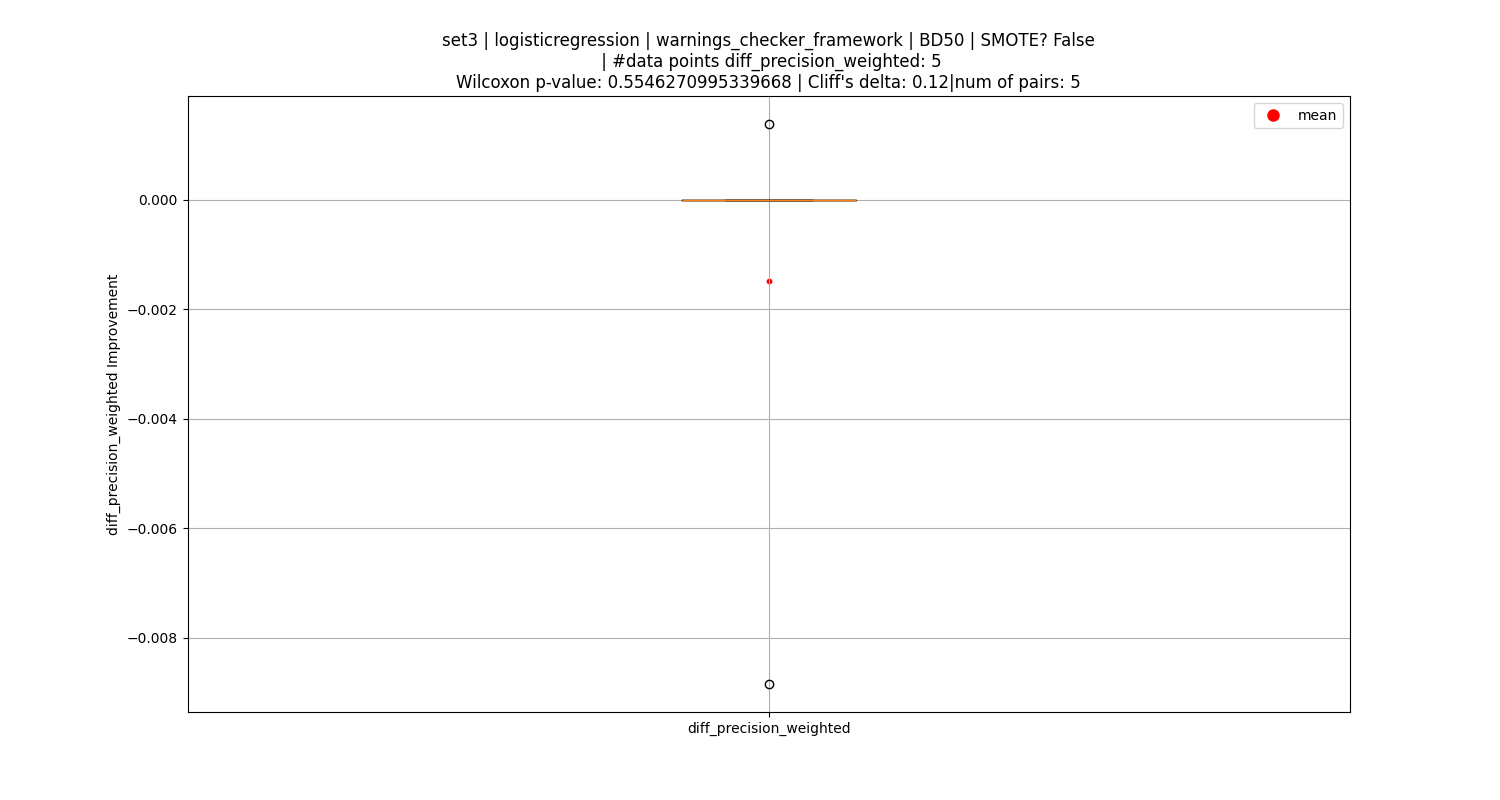 set3 | logisticregression | warnings_checker_framework | BD50 | SMOTE? False
| #data points diff_precision_weighted: 5
Wilcoxon p-value: 0.5546270995339668 | Cliff's delta: 0.12|num of pairs: 5
mean
0.000
−0.002
−0.004
−0.006
−0.008
diff_precision_weighted Improvement
diff_precision_weighted